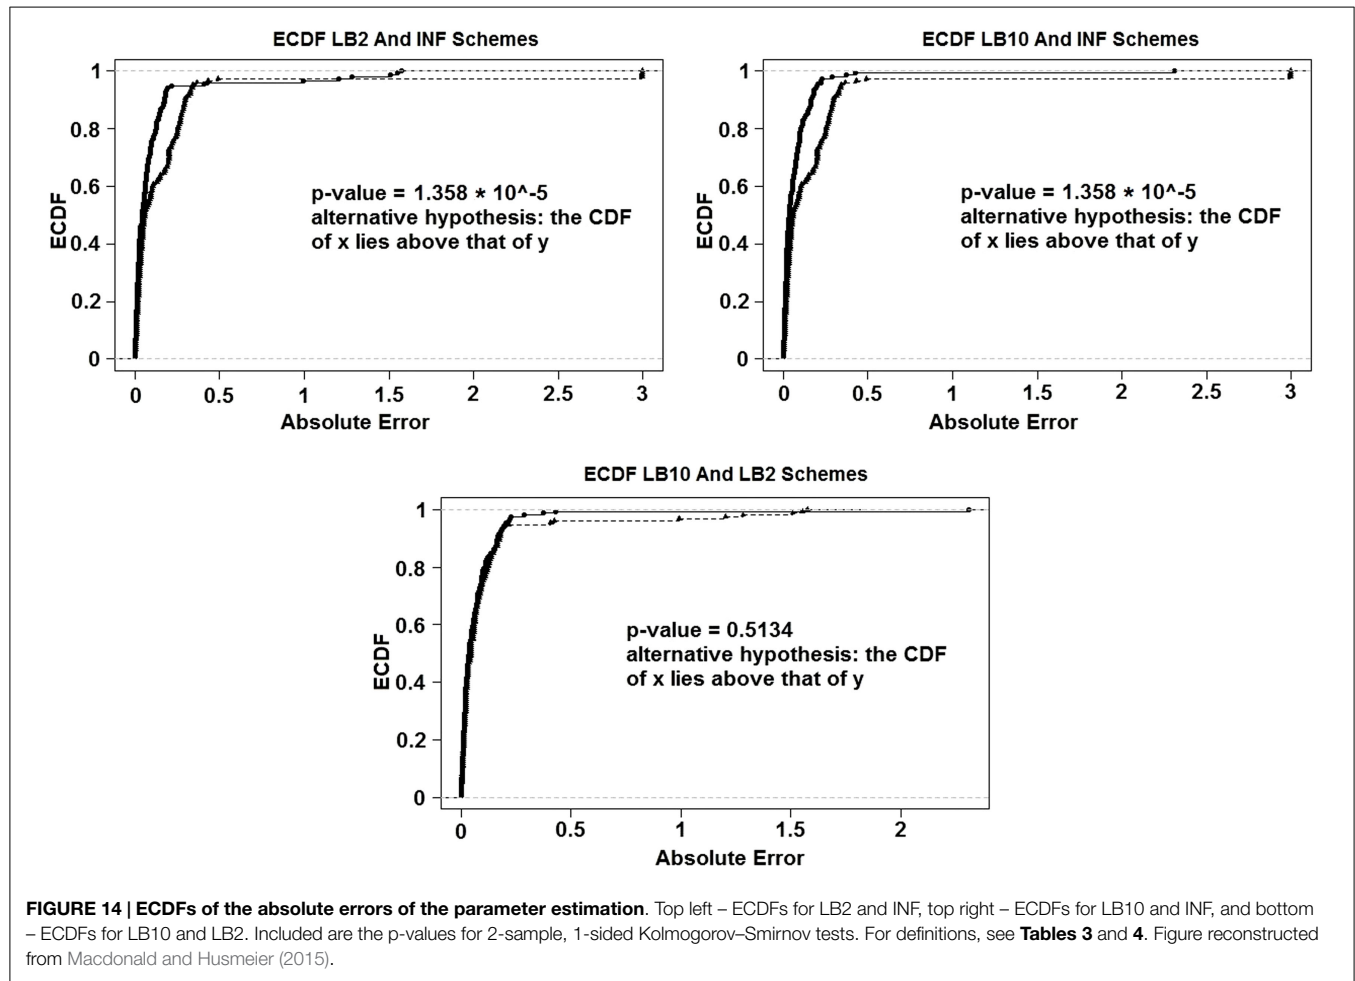 ECDF LB2 And INF Schemes
1
0.8
0.6
0.4
0.2
0
ECDF
p-value = 1.358 * 10^-5
alternative hypothesis: the CDF
of x lies above that of y
0 0.5 1 1.5 2 2.5 3
Absolute Error
ECDF LB10 And INF Schemes
1
0.8
0.6
0.4
0.2
0
ECDF
p-value = 1.358 * 10^-5
alternative hypothesis: the CDF
of x lies above that of y
0 0.5 1 1.5 2 2.5 3
Absolute Error
ECDF LB10 And LB2 Schemes
1
0.8
0.6
0.4
0.2
0
ECDF
p-value = 0.5134
alternative hypothesis: the CDF
of x lies above that of y
0 0.5 1 1.5 2
Absolute Error
FIGURE 14 | ECDFs of the absolute errors of the parameter estimation. Top left – ECDFs for LB2 and INF, top right – ECDFs for LB10 and INF, and bottom
– ECDFs for LB10 and LB2. Included are the p-values for 2-sample, 1-sided Kolmogorov–Smirnov tests. For definitions, see Tables 3 and 4. Figure reconstructed
from Macdonald and Husmeier (2015).